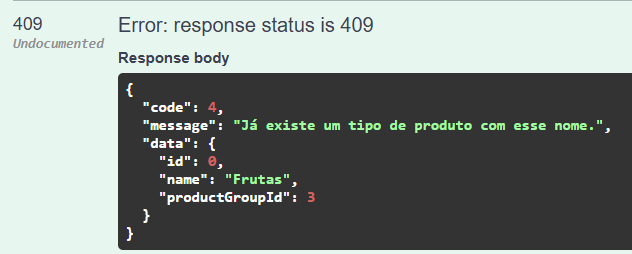 409
Undocumented
Error: response status is 409
Response body
{
"code": 4,
"message": "Já existe um tipo de produto com esse nome.",
"data": {
"id": 0,
"name": "Frutas",
"productGroupId": 3
}
}